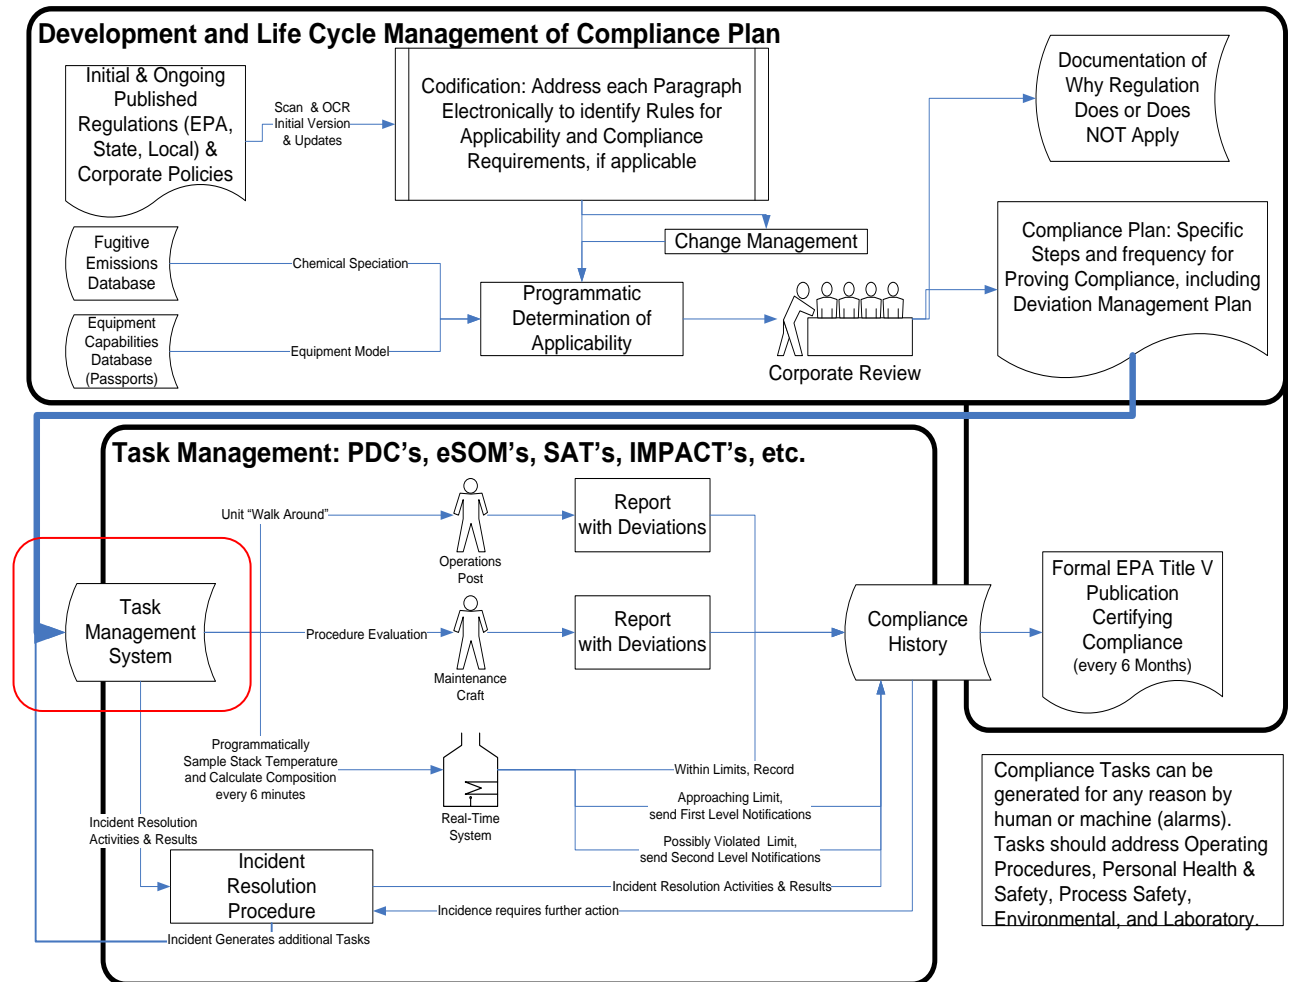 Development and Life Cycle Management of Compliance Plan
Initial & Ongoing
Published
Regulations (EPA,
State, Local) &
Corporate Policies
Scan & OCR
Initial Version
& Updates
Codification: Address each Paragraph
Electronically to identify Rules for
Applicability and Compliance
Requirements, if applicable
Documentation of
Why Regulation
Does or Does
NOT Apply
Change Management
Fugitive
Emissions
Database
Chemical Speciation
Equipment
Capabilities
Database
(Passports)
Equipment Model
Programmatic
Determination of
Applicability
Corporate Review
Compliance Plan: Specific
Steps and frequency for
Proving Compliance, including
Deviation Management Plan
Task Management: PDC's, eSOM's, SAT's, IMPACT's, etc.
Unit “Walk Around”
Operations
Post
Report
with Deviations
Task
Management
System
Procedure Evaluation
Maintenance
Craft
Report
with Deviations
Compliance
History
Formal EPA Title V
Publication
Certifying
Compliance
(every 6 Months)
Programmatically
Sample Stack Temperature
and Calculate Composition
every 6 minutes
Real-Time
System
Within Limits, Record
Approaching Limit,
send First Level Notifications
Possibly Violated Limit,
send Second Level Notifications
Incident Resolution
Activities & Results
Incident
Resolution
Procedure
Incident Resolution Activities & Results
Incidence requires further action
Incident Generates additional Tasks
Compliance Tasks can be
generated for any reason by
human or machine (alarms).
Tasks should address Operating
Procedures, Personal Health &
Safety, Process Safety,
Environmental, and Laboratory.